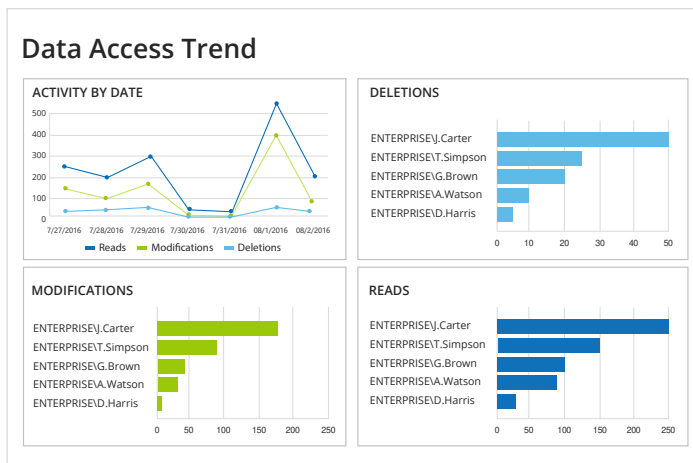 Data Access Trend
ACTIVITY BY DATE
500
400
300
200
100
0
7/27/2016 7/28/2016 7/29/2016 7/30/2016 7/31/2016 08/1/2016 08/2/2016
Reads Modifications Deletions
DELETIONS
ENTERPRISE\J.Carter
ENTERPRISE\T.Simpson
ENTERPRISE\G.Brown
ENTERPRISE\A.Watson
ENTERPRISE\D.Harris
0 10 20 30 40 50
MODIFICATIONS
ENTERPRISE\J.Carter
ENTERPRISE\T.Simpson
ENTERPRISE\G.Brown
ENTERPRISE\A.Watson
ENTERPRISE\D.Harris
0 50 100 150 200 250
READS
ENTERPRISE\J.Carter
ENTERPRISE\T.Simpson
ENTERPRISE\G.Brown
ENTERPRISE\A.Watson
ENTERPRISE\D.Harris
0 50 100 150 200 250